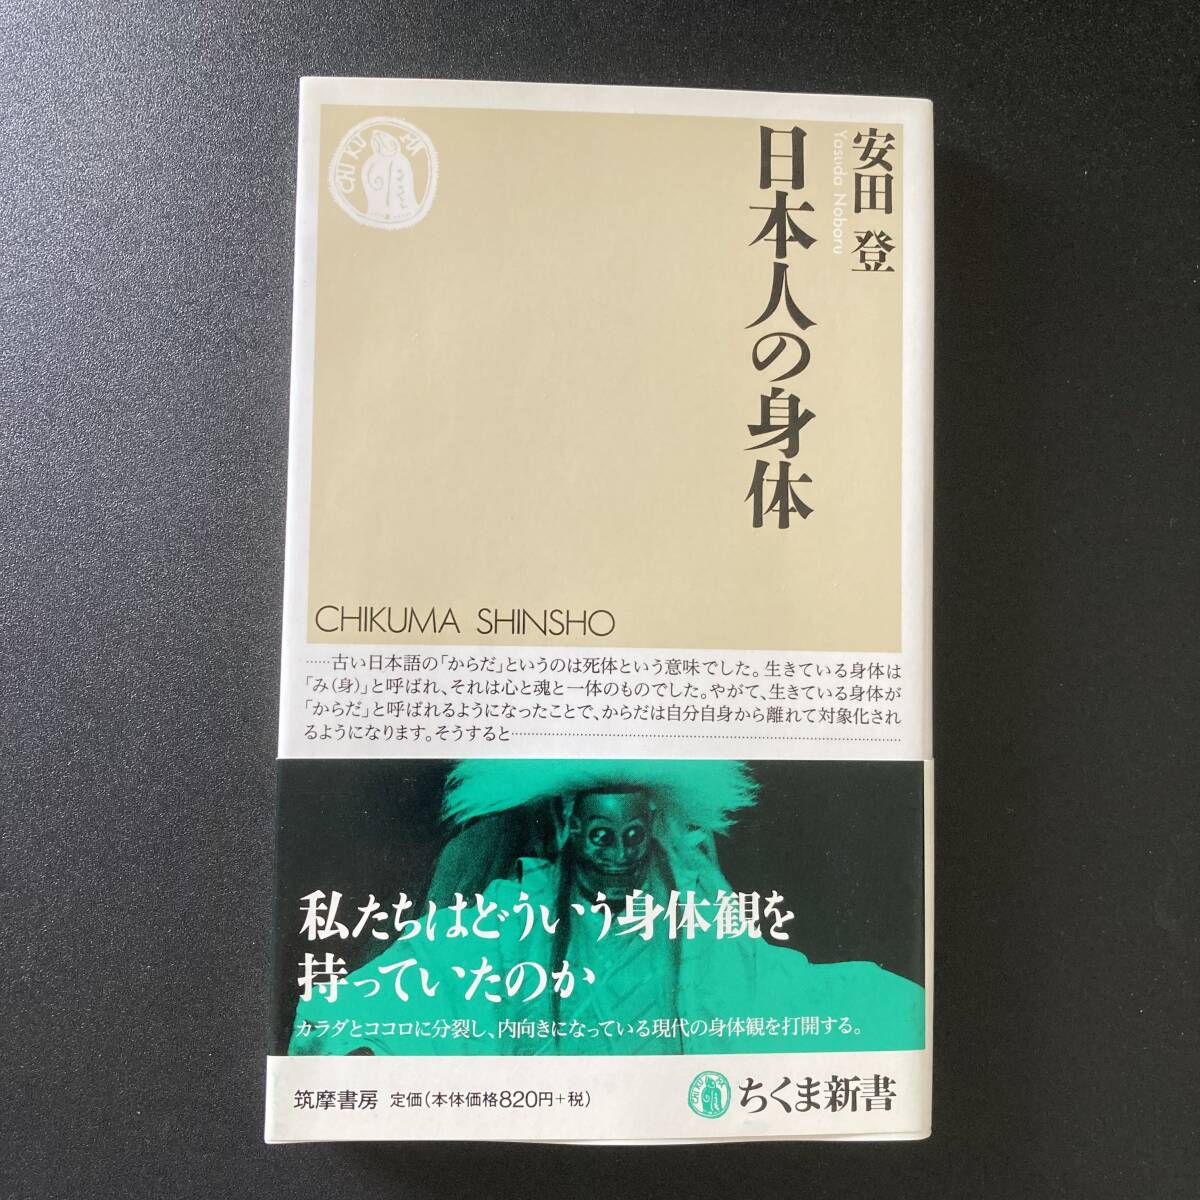 安田 登
Yasuda Noboru
日本人の身体
CHIKUMA
CHIKUMA SHINSHO
……古い日本語の「からだ」というのは死体という意味でした。生きている身体は
「み(身)」と呼ばれ、それは心と魂と一体のものでした。やがて、生きている身体が
「からだ」と呼ばれるようになったことで、からだは自分自身から離れて対象化され
るようになります。そうすると……………………………………………………
私たちはどういう身体観を
持っていたのか
カラダとココロに分裂し、内向きになっている現代の身体観を打開する。
筑摩書房 定価(本体価格820円+税)
ちくま新書